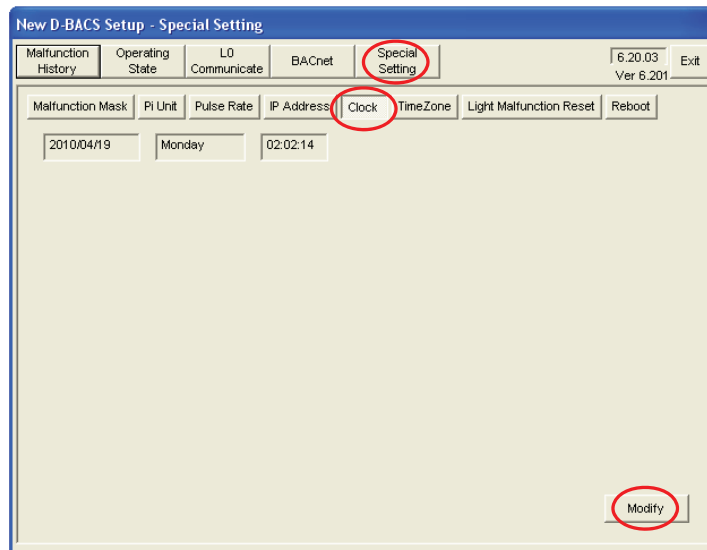 New D-BACS Setup - Special Setting
Malfunction History
Operating State
L0 Communicate
BACnet
Special Setting
6.20.03
Exit
Ver 6.201
Malfunction Mask
Pi Unit
Pulse Rate
IP Address
Clock
TimeZone
Light Malfunction Reset
Reboot
2010/04/19
Monday
02:02:14
Modify